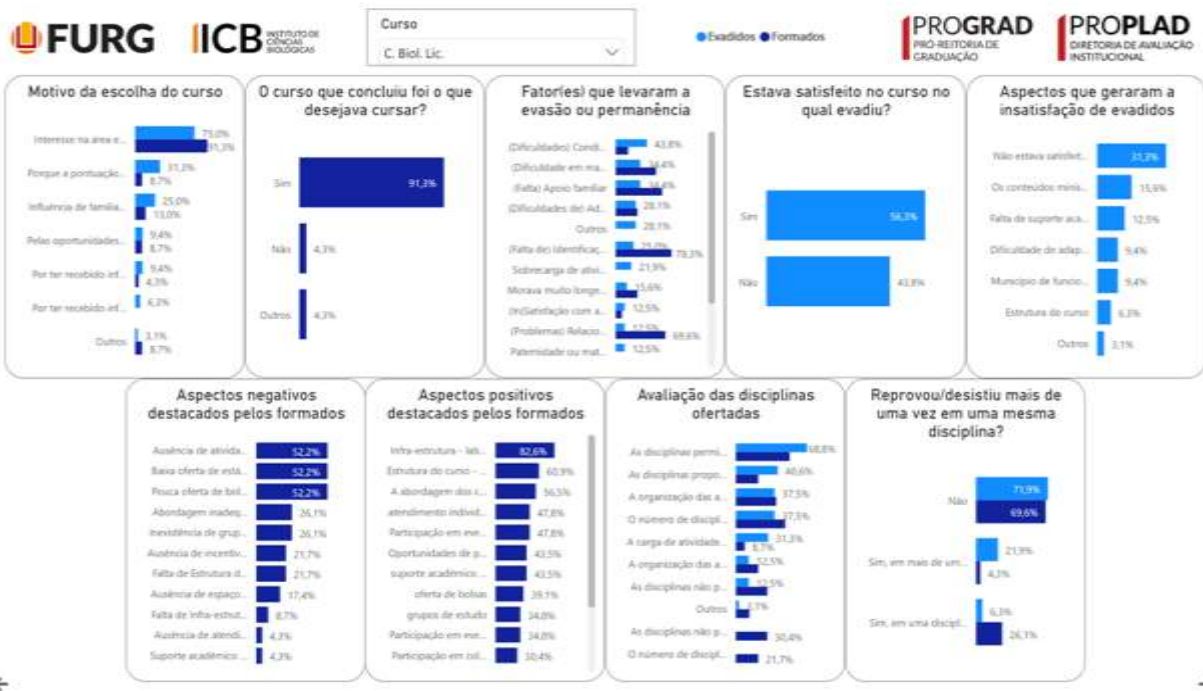 FURG
ICB INSTITUTO DE CIÊNCIAS BIOLÓGICAS
Curso
C. Biol. Lic.
Evadidos Formados
PROGRAD
PRÓ-REITORIA DE
GRADUAÇÃO
PROPLAD
DIRETORIA DE AVALIAÇÃO
INSTITUCIONAL
Motivo da escolha do curso
Interesse na área e...
75,0%
91,3%
Porque a pontuação...
31,3%
8,7%
Influência de familia...
25,0%
13,0%
Pelas oportunidades...
9,4%
8,7%
Por ter recebido inf...
9,4%
4,3%
Por ter recebido inf...
6,3%
Outros
3,1%
8,7%
O curso que concluiu foi o que
desejava cursar?
Sim
91,3%
Não
4,3%
Outros
4,3%
Fator(es) que levaram a
evasão ou permanência
(Dificuldades) Condi...
43,8%
(Dificuldade em ma...
34,4%
(Falta) Apoio familiar
34,4%
(Dificuldades de) Ad...
28,1%
Outros
28,1%
(Falta de) Identificaç...
25,0%
78,3%
Sobrecarga de ativi...
21,9%
Morava muito longe...
15,6%
(In)Satisfação com a...
12,5%
(Problemas) Relacio...
12,5%
69,6%
Paternidade ou mat...
12,5%
Estava satisfeito no curso no
qual evadiu?
Sim
56,3%
Não
43,8%
Aspectos que geraram a
insatisfação de evadidos
Não estava satisfeit...
31,3%
Os conteúdos minis...
15,6%
Falta de suporte aca...
12,5%
Dificuldade de adap...
9,4%
Município de funcio...
9,4%
Estrutura do curso
6,3%
Outros
3,1%
Aspectos negativos
destacados pelos formados
Ausência de ativida...
52,2%
Baixa oferta de está...
52,2%
Pouca oferta de bol...
52,2%
Abordagem inadeq...
26,1%
Inexistência de grup...
26,1%
Ausência de incentiv...
21,7%
Falta de Estrutura d...
21,7%
Ausência de espaço...
17,4%
Falta de Infra-estrut...
8,7%
Ausência de atendi...
4,3%
Suporte acadêmico ...
4,3%
Aspectos positivos
destacados pelos formados
Infra-estrutura - lab...
82,6%
Estrutura do curso - ...
60,9%
A abordagem dos c...
56,5%
atendimento individ...
47,8%
Participação em eve...
47,8%
Oportunidades de p...
43,5%
suporte acadêmico ...
43,5%
oferta de bolsas
39,1%
grupos de estudo
34,8%
Participação em eve...
34,8%
Participação em col...
30,4%
Avaliação das disciplinas
ofertadas
As disciplinas permi...
68,8%
As disciplinas propo...
40,6%
A organização das a...
37,5%
O número de discipl...
37,5%
A carga de atividade...
31,3%
8,7%
A organização das a...
12,5%
As disciplinas não p...
12,5%
Outros
3,1%
As disciplinas não p...
30,4%
O número de discipl...
21,7%
Reprovou/desistiu mais de
uma vez em uma mesma
disciplina?
Não
71,9%
69,6%
Sim, em mais de um...
21,9%
4,3%
Sim, em uma discipl...
6,3%
26,1%